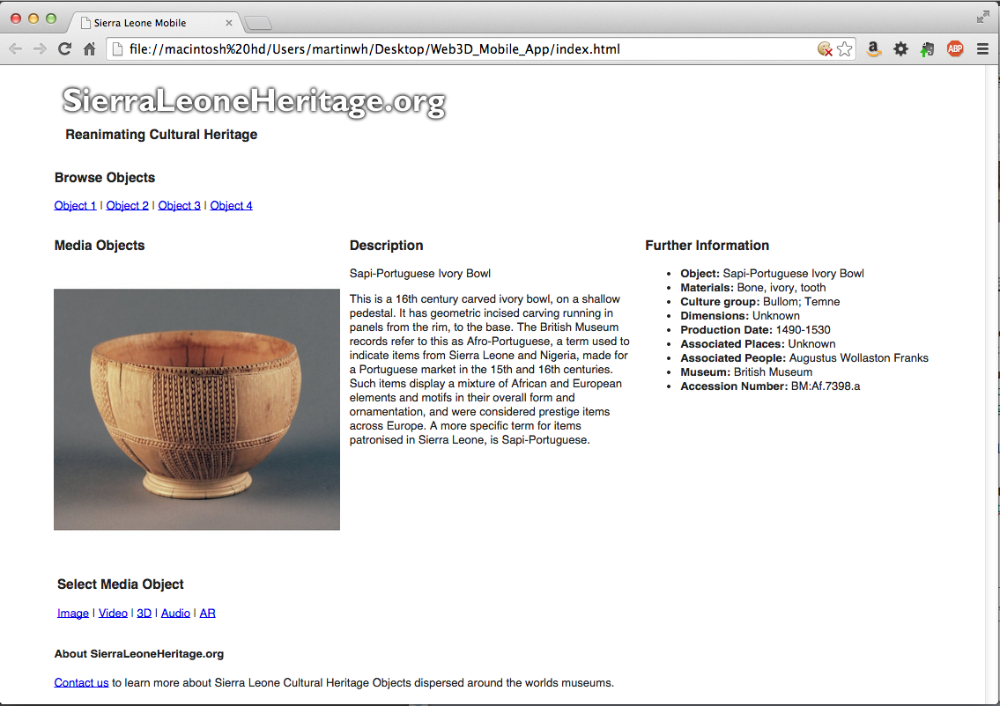 Sierra Leone Mobile
file://macintosh%20hd/Users/martinwh/Desktop/Web3D_Mobile_App/index.html
ABP
SierraLeoneHeritage.org
Reanimating Cultural Heritage
Browse Objects
Object 1 | Object 2 | Object 3 | Object 4
Media Objects
Description
Sapi-Portuguese Ivory Bowl
This is a 16th century carved ivory bowl, on a shallow
pedestal. It has geometric incised carving running in
panels from the rim, to the base. The British Museum
records refer to this as Afro-Portuguese, a term used to
indicate items from Sierra Leone and Nigeria, made for
a Portuguese market in the 15th and 16th centuries.
Such items display a mixture of African and European
elements and motifs in their overall form and
ornamentation, and were considered prestige items
across Europe. A more specific term for items
patronised in Sierra Leone, is Sapi-Portuguese.
Further Information
• Object: Sapi-Portuguese Ivory Bowl
• Materials: Bone, ivory, tooth
• Culture group: Bullom; Temne
• Dimensions: Unknown
• Production Date: 1490-1530
• Associated Places: Unknown
• Associated People: Augustus Wollaston Franks
• Museum: British Museum
• Accession Number: BM:Af.7398.a
Select Media Object
Image | Video | 3D | Audio | AR
About SierraLeoneHeritage.org
Contact us to learn more about Sierra Leone Cultural Heritage Objects dispersed around the worlds museums.